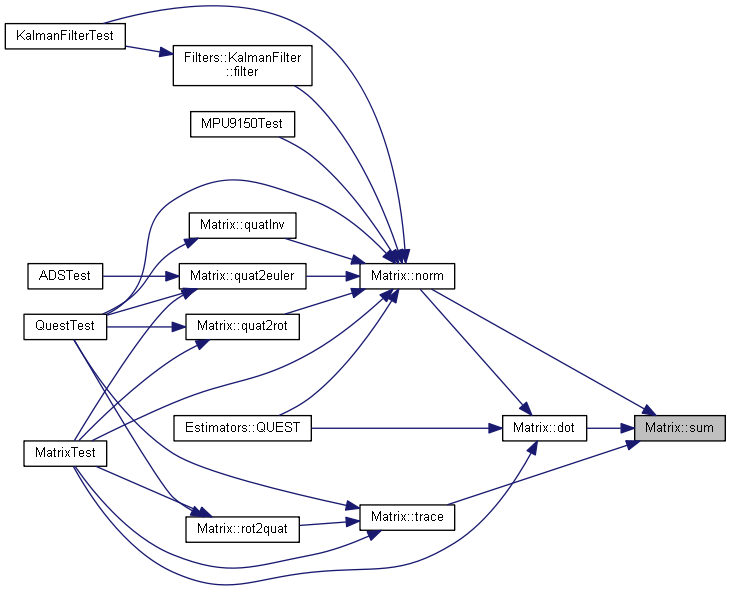 KalmanFilterTest
Filters::KalmanFilter
::filter
MPU9150Test
Matrix::quatInv
ADSTest
Matrix::quat2euler
Matrix::norm
QuestTest
Matrix::quat2rot
Estimators::QUEST
Matrix::dot
Matrix::sum
MatrixTest
Matrix::trace
Matrix::rot2quat